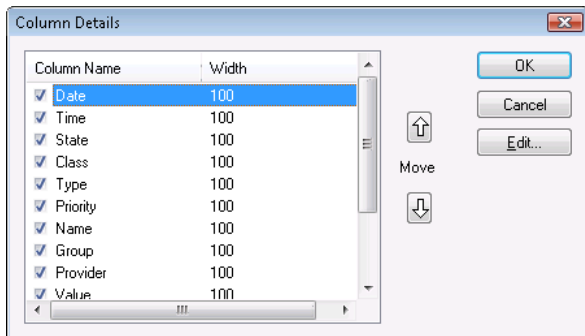 Column Details
Column Name Width
Date 100
Time 100
State 100
Class 100
Type 100
Priority 100
Name 100
Group 100
Provider 100
Value 100
Move
OK
Cancel
Edit...